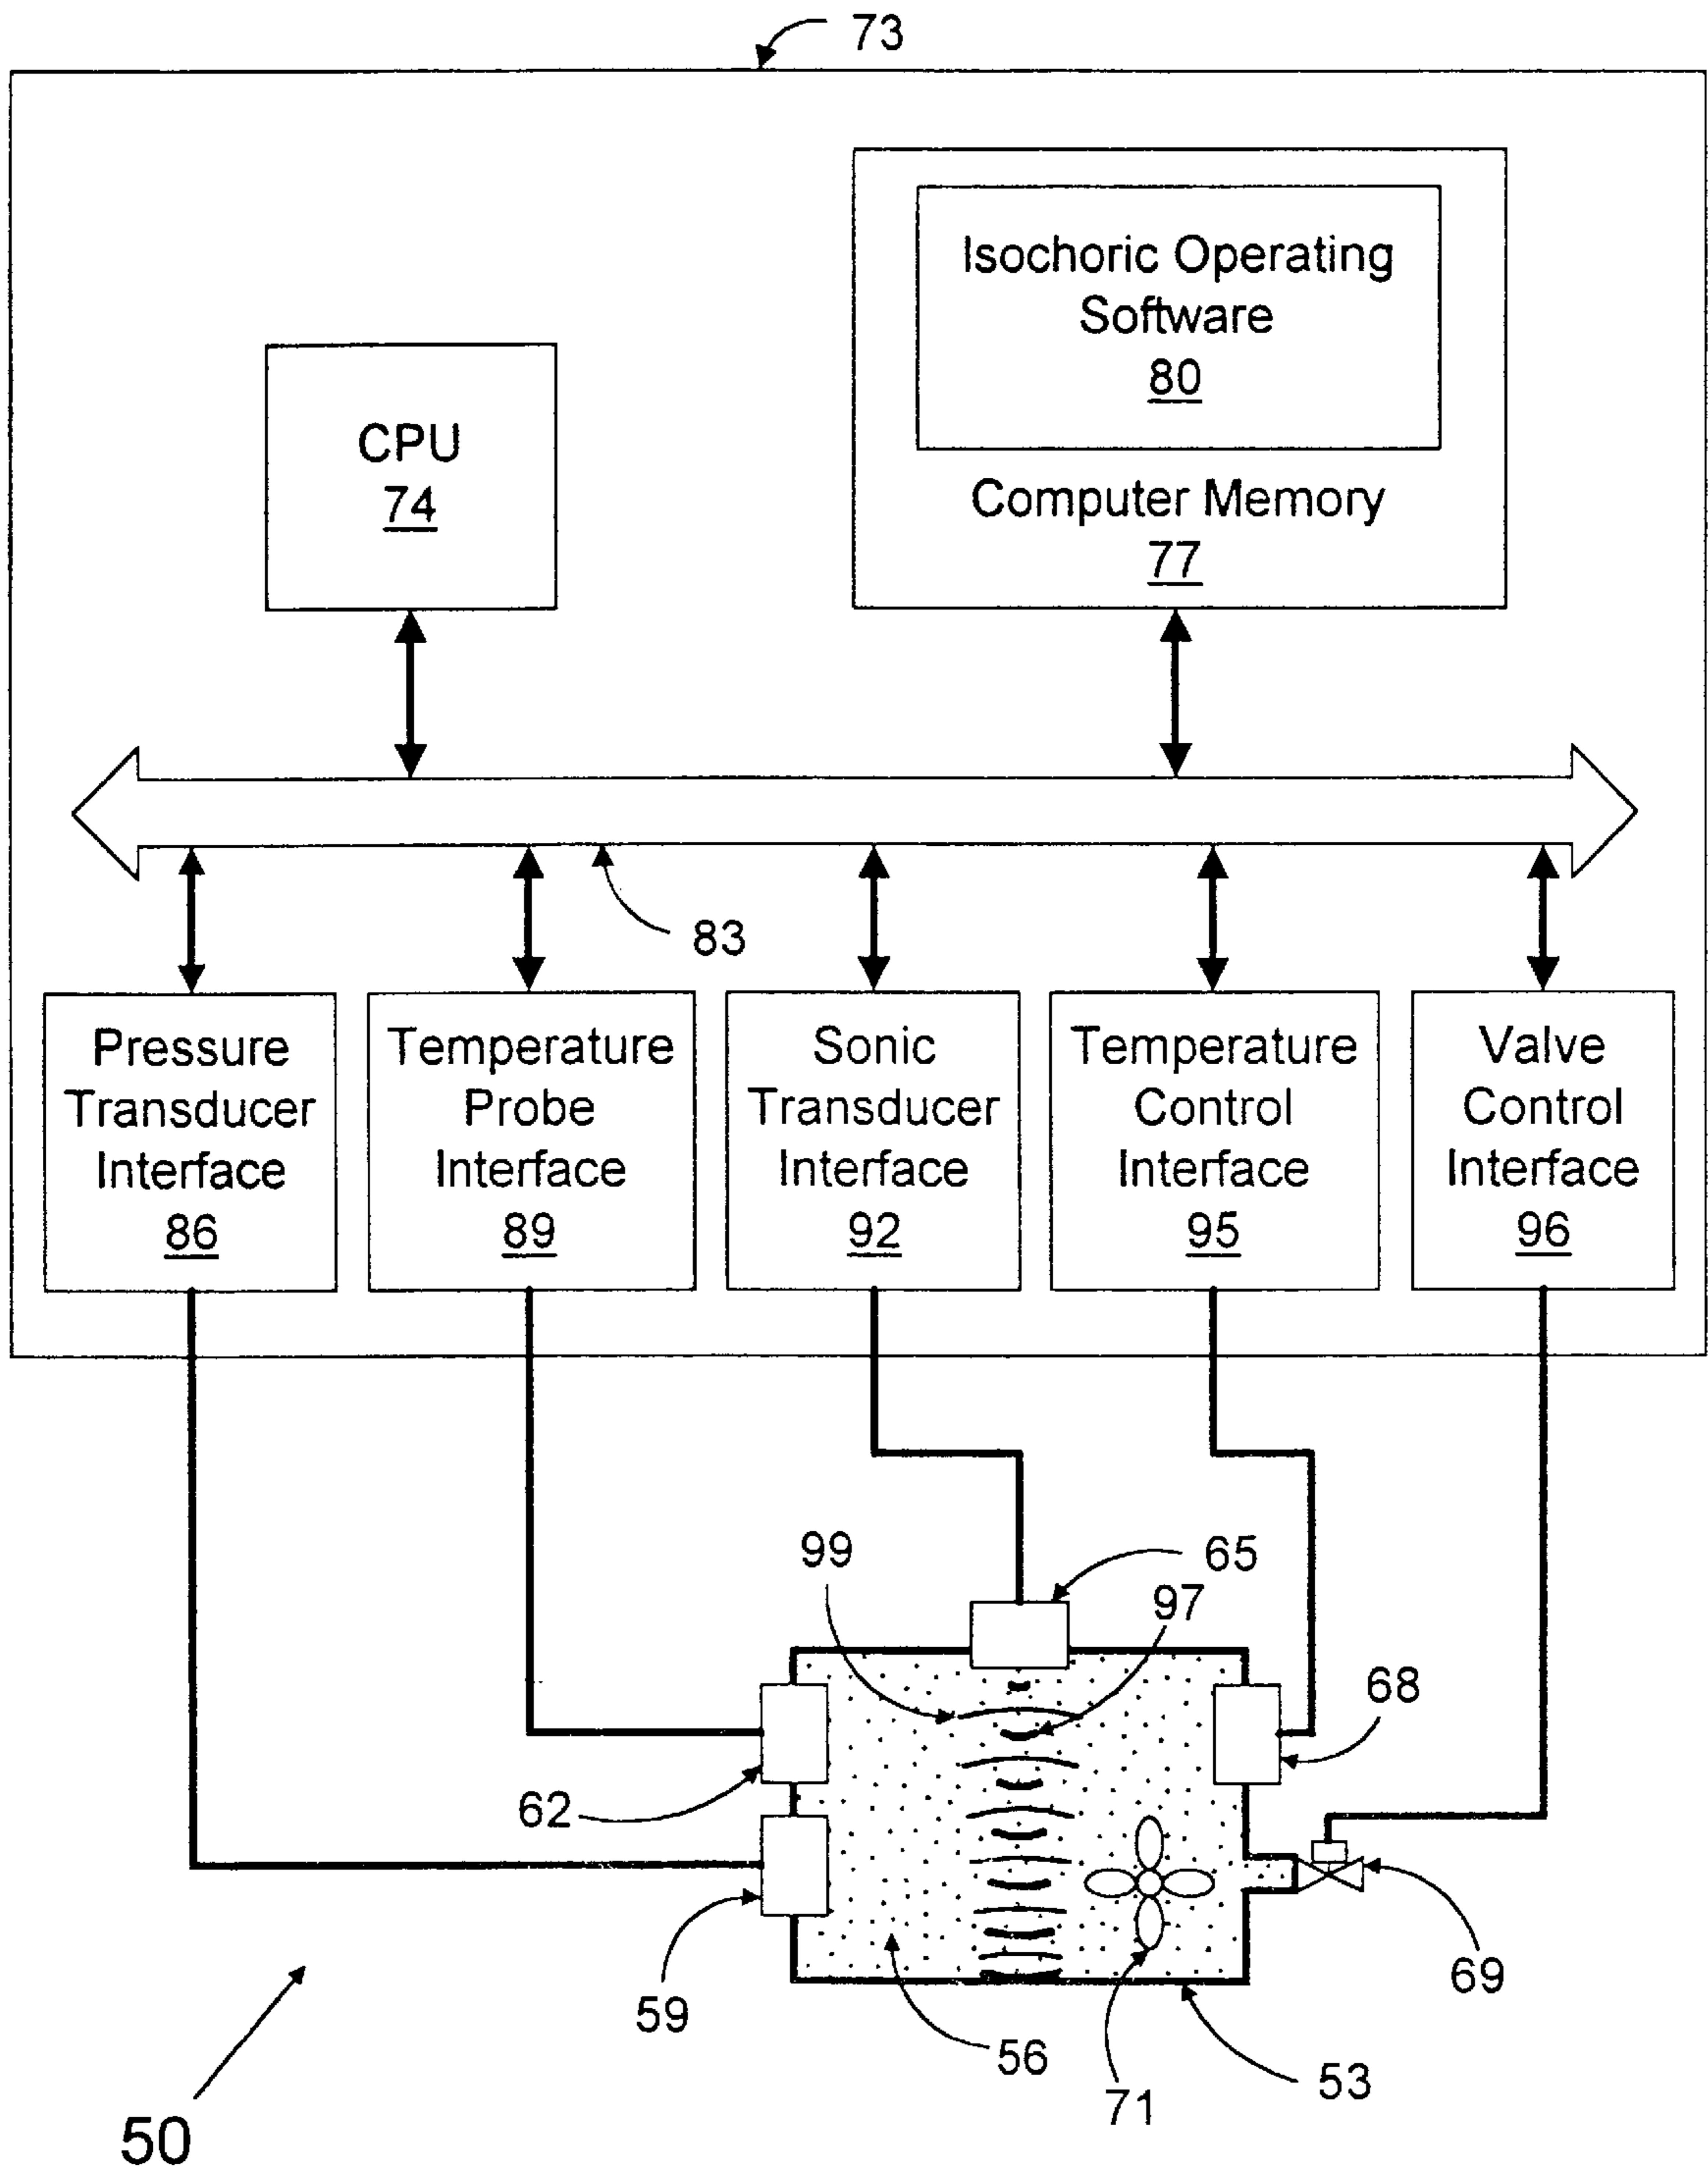 73
Isochoric Operating
Software
80
CPU
74
Computer Memory
77
83
Pressure
Transducer
Interface
86
Temperature
Probe
Interface
89
Sonic
Transducer
Interface
92
Temperature
Control
Interface
95
Valve
Control
Interface
96
99
65
97
68
62
59
56
71
53
69
50